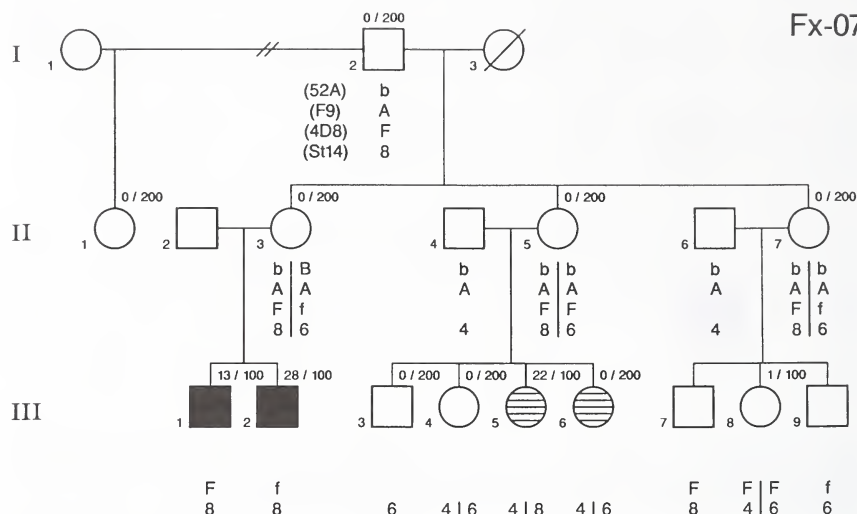 Fx-07
I
0 / 200
1 2 3
(52A) b
(F9) A
(4D8) F
(St14) 8
II
0 / 200 0 / 200 0 / 200 0 / 200
1 2 3 4 5 6 7
b B b b b b b b
A A A A A A A A
F f F F F f
8 6 4 8 6 4 8 6
III
13 / 100 28 / 100 0 / 200 0 / 200 22 / 100 0 / 200 1 / 100
1 2 3 4 5 6 7 8 9
F f F F F f
8 8 6 4 6 4 8 4 6 8 4 6 6